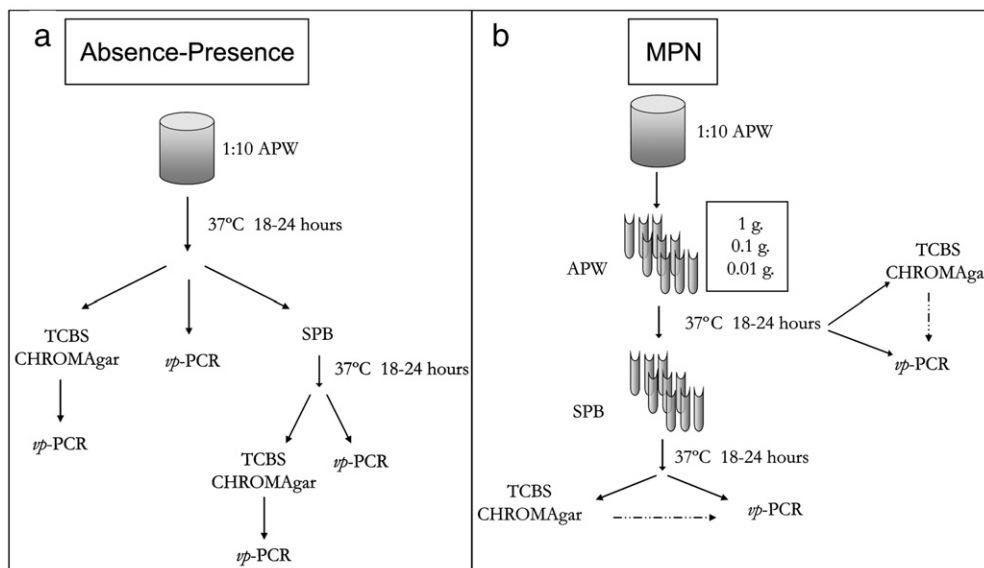 a
Absence-Presence
1:10 APW
37ºC 18-24 hours
TCBS
CHROMAgar
vp-PCR
SPB
37ºC 18-24 hours
vp-PCR
TCBS
CHROMAgar
vp-PCR
vp-PCR
b
MPN
1:10 APW
1 g.
0.1 g.
0.01 g.
APW
TCBS
CHROMAga
37ºC 18-24 hours
vp-PCR
SPB
37ºC 18-24 hours
TCBS
CHROMAgar
vp-PCR